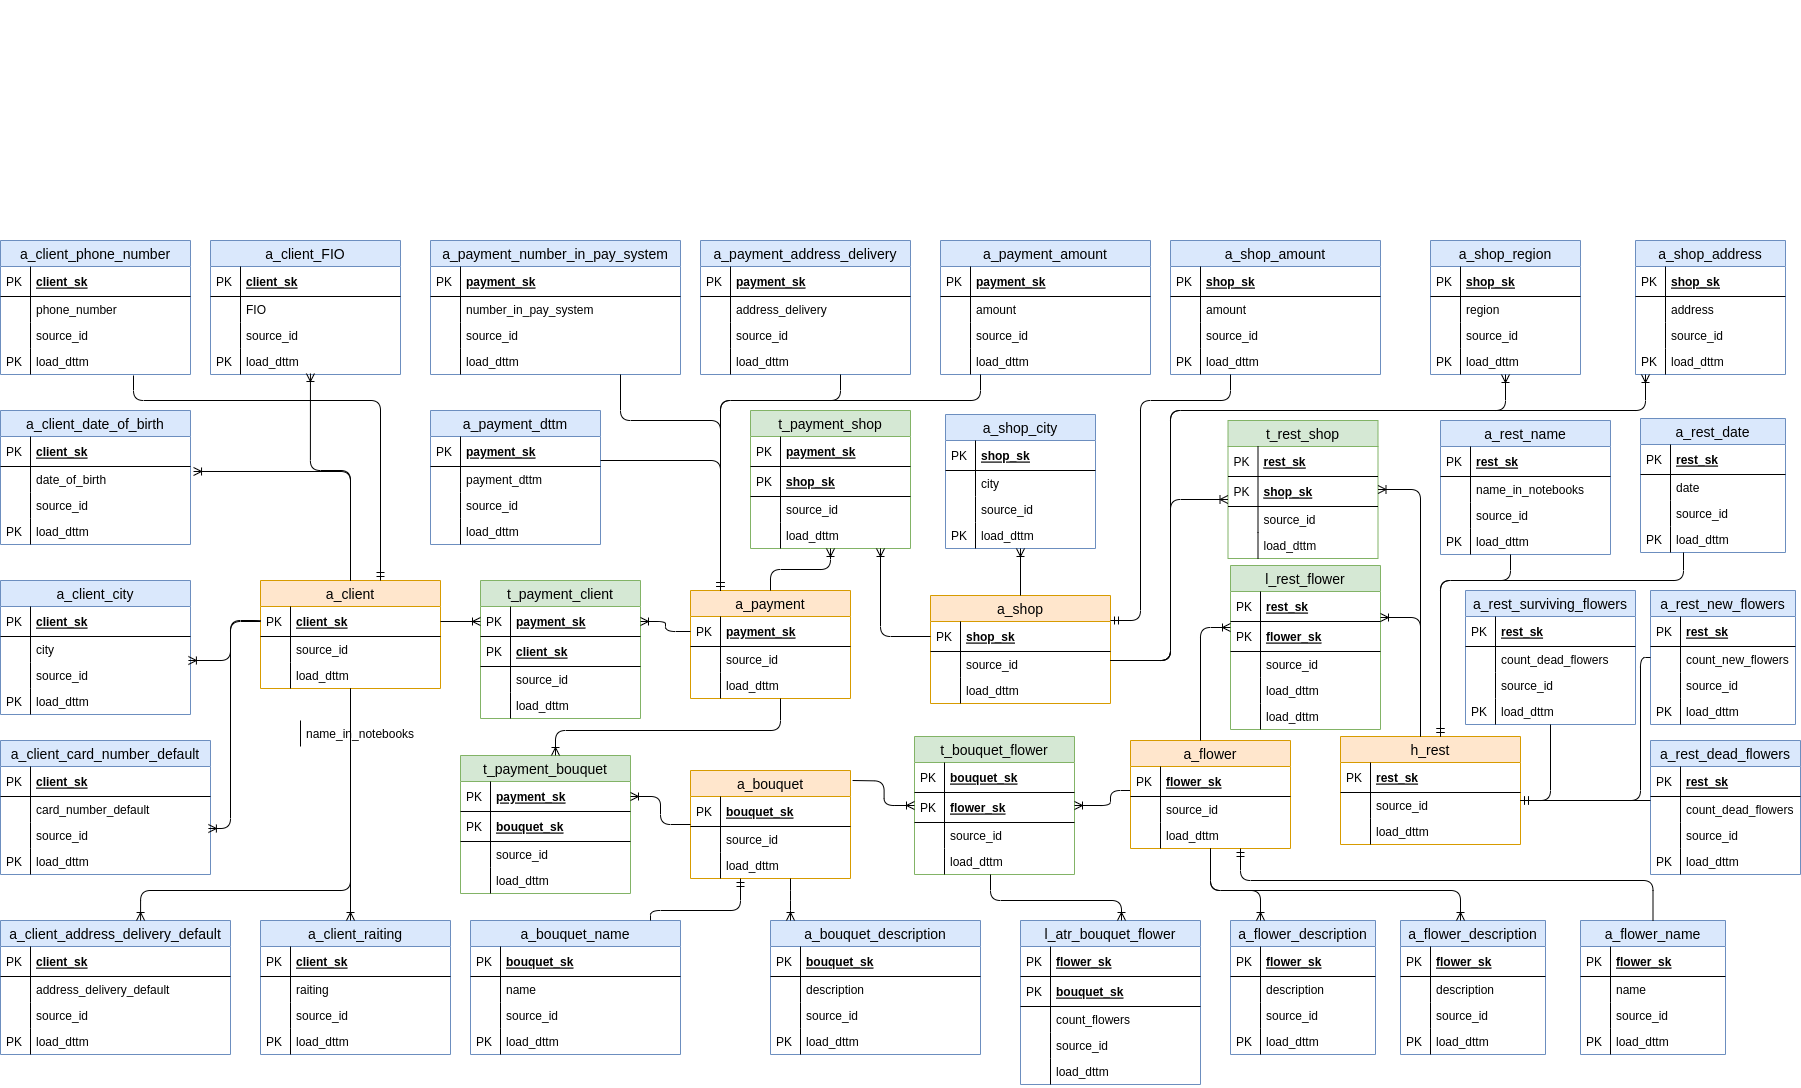 a_client_phone_number
PK client_sk
phone_number
source_id
PK load_dttm
a_client_FIO
PK client_sk
FIO
source_id
PK load_dttm
a_payment_number_in_pay_system
PK payment_sk
number_in_pay_system
source_id
load_dttm
a_payment_address_delivery
PK payment_sk
address_delivery
source_id
load_dttm
a_payment_amount
PK payment_sk
amount
source_id
load_dttm
a_shop_amount
PK shop_sk
amount
source_id
PK load_dttm
a_shop_region
PK shop_sk
region
source_id
PK load_dttm
a_shop_address
PK shop_sk
address
source_id
PK load_dttm
a_client_date_of_birth
PK client_sk
date_of_birth
source_id
PK load_dttm
a_payment_dttm
PK payment_sk
payment_dttm
source_id
load_dttm
t_payment_shop
PK payment_sk
PK shop_sk
source_id
load_dttm
a_shop_city
PK shop_sk
city
source_id
PK load_dttm
t_rest_shop
PK rest_sk
PK shop_sk
source_id
load_dttm
a_rest_name
PK rest_sk
name_in_notebooks
source_id
PK load_dttm
a_rest_date
PK rest_sk
date
source_id
PK load_dttm
a_client_city
PK client_sk
city
source_id
PK load_dttm
a_client
PK client_sk
source_id
load_dttm
t_payment_client
PK payment_sk
PK client_sk
source_id
load_dttm
a_payment
PK payment_sk
source_id
load_dttm
a_shop
PK shop_sk
source_id
load_dttm
l_rest_flower
PK rest_sk
PK flower_sk
source_id
load_dttm
load_dttm
a_rest_surviving_flowers
PK rest_sk
count_dead_flowers
source_id
PK load_dttm
a_rest_new_flowers
PK rest_sk
count_new_flowers
source_id
PK load_dttm
name_in_notebooks
a_client_card_number_default
PK client_sk
card_number_default
source_id
PK load_dttm
t_payment_bouquet
PK payment_sk
PK bouquet_sk
source_id
load_dttm
a_bouquet
PK bouquet_sk
source_id
load_dttm
t_bouquet_flower
PK bouquet_sk
PK flower_sk
source_id
load_dttm
a_flower
PK flower_sk
source_id
load_dttm
h_rest
PK rest_sk
source_id
load_dttm
a_rest_dead_flowers
PK rest_sk
count_dead_flowers
source_id
PK load_dttm
a_client_address_delivery_default
PK client_sk
address_delivery_default
source_id
PK load_dttm
a_client_raiting
PK client_sk
raiting
source_id
PK load_dttm
a_bouquet_name
PK bouquet_sk
name
source_id
PK load_dttm
a_bouquet_description
PK bouquet_sk
description
source_id
PK load_dttm
l_atr_bouquet_flower
PK flower_sk
PK bouquet_sk
count_flowers
source_id
load_dttm
a_flower_description
PK flower_sk
description
source_id
PK load_dttm
a_flower_description
PK flower_sk
description
source_id
PK load_dttm
a_flower_name
PK flower_sk
name
source_id
PK load_dttm